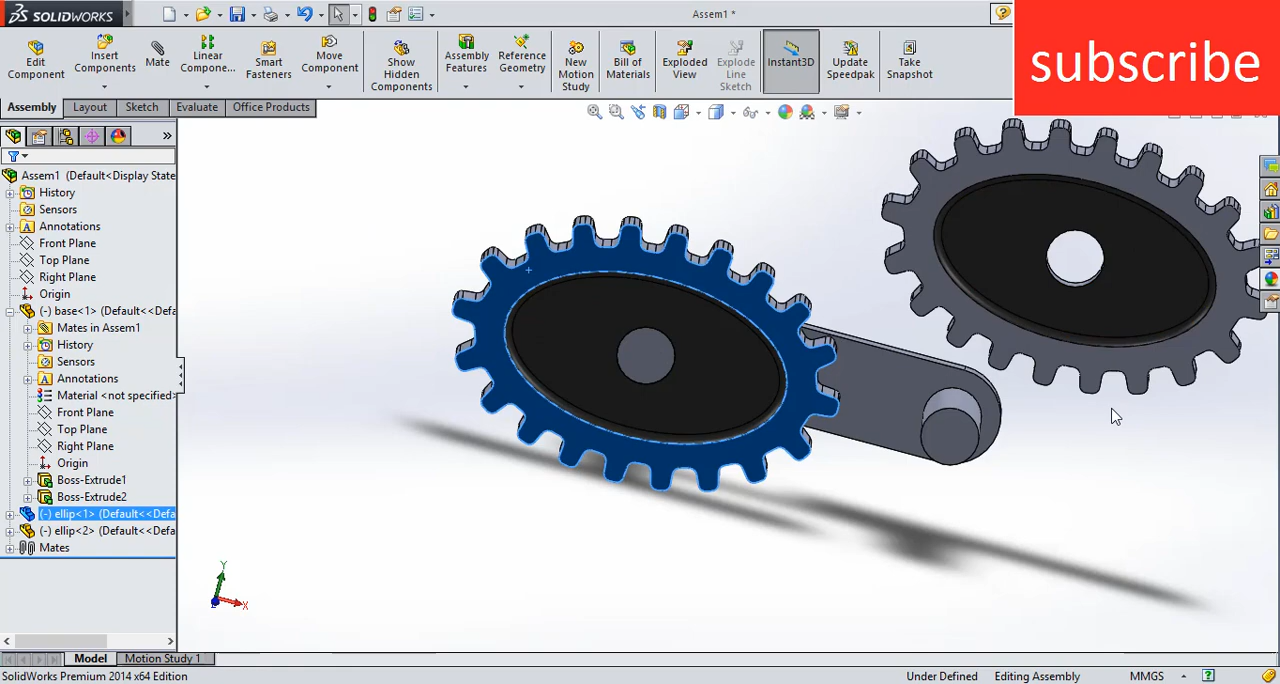 SOLIDWORKS
Assem1 *
subscribe
Edit Component
Insert Components
Mate
Linear Compone...
Smart Fasteners
Move Component
Show Hidden Components
Assembly Features
Reference Geometry
New Motion Study
Bill of Materials
Exploded View
Explode Line Sketch
Instant3D
Update Speedpak
Take Snapshot
Assembly Layout Sketch Evaluate Office Products
Assem1 (Default<Display State
History
Sensors
Annotations
Front Plane
Top Plane
Right Plane
Origin
(-) base<1> (Default<<Defa
Mates in Assem1
History
Sensors
Annotations
Material <not specified>
Front Plane
Top Plane
Right Plane
Origin
Boss-Extrude1
Boss-Extrude2
(-) ellip<1> (Default<<Defa
(-) ellip<2> (Default<<Defa
Mates
Y
X
Z
Model Motion Study 1
SolidWorks Premium 2014 x64 Edition
Under Defined Editing Assembly MMGS